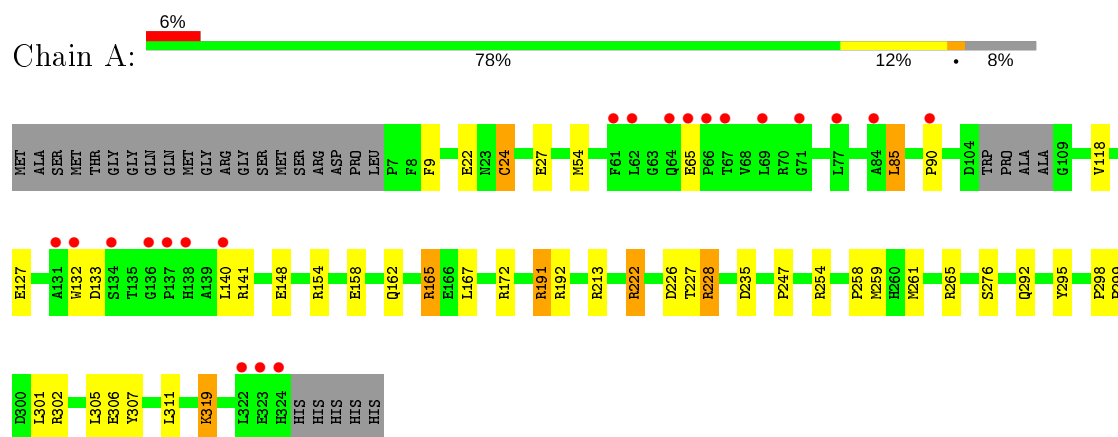 6%
Chain A:
78% 12% • 8%
MET ALA SER MET THR GLY GLY GLN GLN MET GLY ARG GLY SER MET SER ARG ASP PRO LEU P7 F8 F9 E22 N23 C24 E27 M54 F61 L62 G63 Q64 E65 P66 T67 V68 L69 R70 G71 L77 A84 L85 P90 D104 TRP PRO ALA ALA G109 V118
E127 A131 W132 D133 S134 T135 G136 P137 H138 A139 L140 R141 E148 R154 E158 Q162 R165 E166 L167 R172 R191 R192 R213 R222 D226 T227 R228 D235 P247 R254 P258 M259 H260 M261 R265 S276 Q292 Y295 P298
D300 L301 R302 L305 E306 Y307 L311 K319 L322 E323 H324 HIS HIS HIS HIS HIS